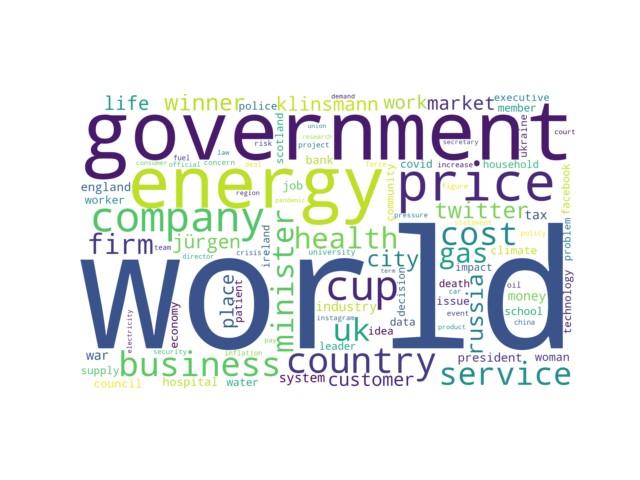 demand
life
winner
police
klinsmann
work
market
executive
member
government
union
research
project
risk
law
scotland
secretary
ukraine
court
consumer
fuel
official
concern
bank
force
covid
increase
household
energy
price
england
worker
region
job
pandemic
community
figure
facebook
company
minister
health
twitter
tax
pressure
statement
policy
problem
firm
team
jürgen
ireland
cost
director
crisis
university
city
gas
climate
world
term
place
patient
cup
decision
death
impact
car
oil
issue
russia
money
technology
electricity
economy
industry
instagram
data
event
school
product
china
war
security
inflation
pay
uk
idea
leader
business
country
president
woman
supply
council
hospital
water
system
customer
service
deal